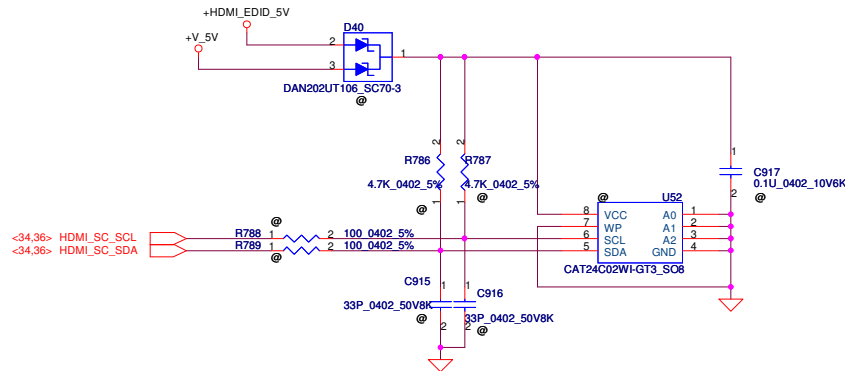 +HDMI_EDID_5V
+V_5V
D40
2
1
3
DAN202UT106_SC70-3
@
2
2
R786
R787
4.7K_0402_5%
4.7K_0402_5%
1
1
@
@
1
C917
0.1U_0402_10V6K
2
@
@
U52
8 VCC A0 1
7 WP A1 2
6 SCL A2 3
5 SDA GND 4
CAT24C02WI-GT3_SO8
@
<34,36> HDMI_SC_SCL R788 1 2 100_0402_5%
<34,36> HDMI_SC_SDA R789 1 2 100_0402_5%
@
C915
1
1
C916
33P_0402_50V8K
33P_0402_50V8K
@
2
2
@